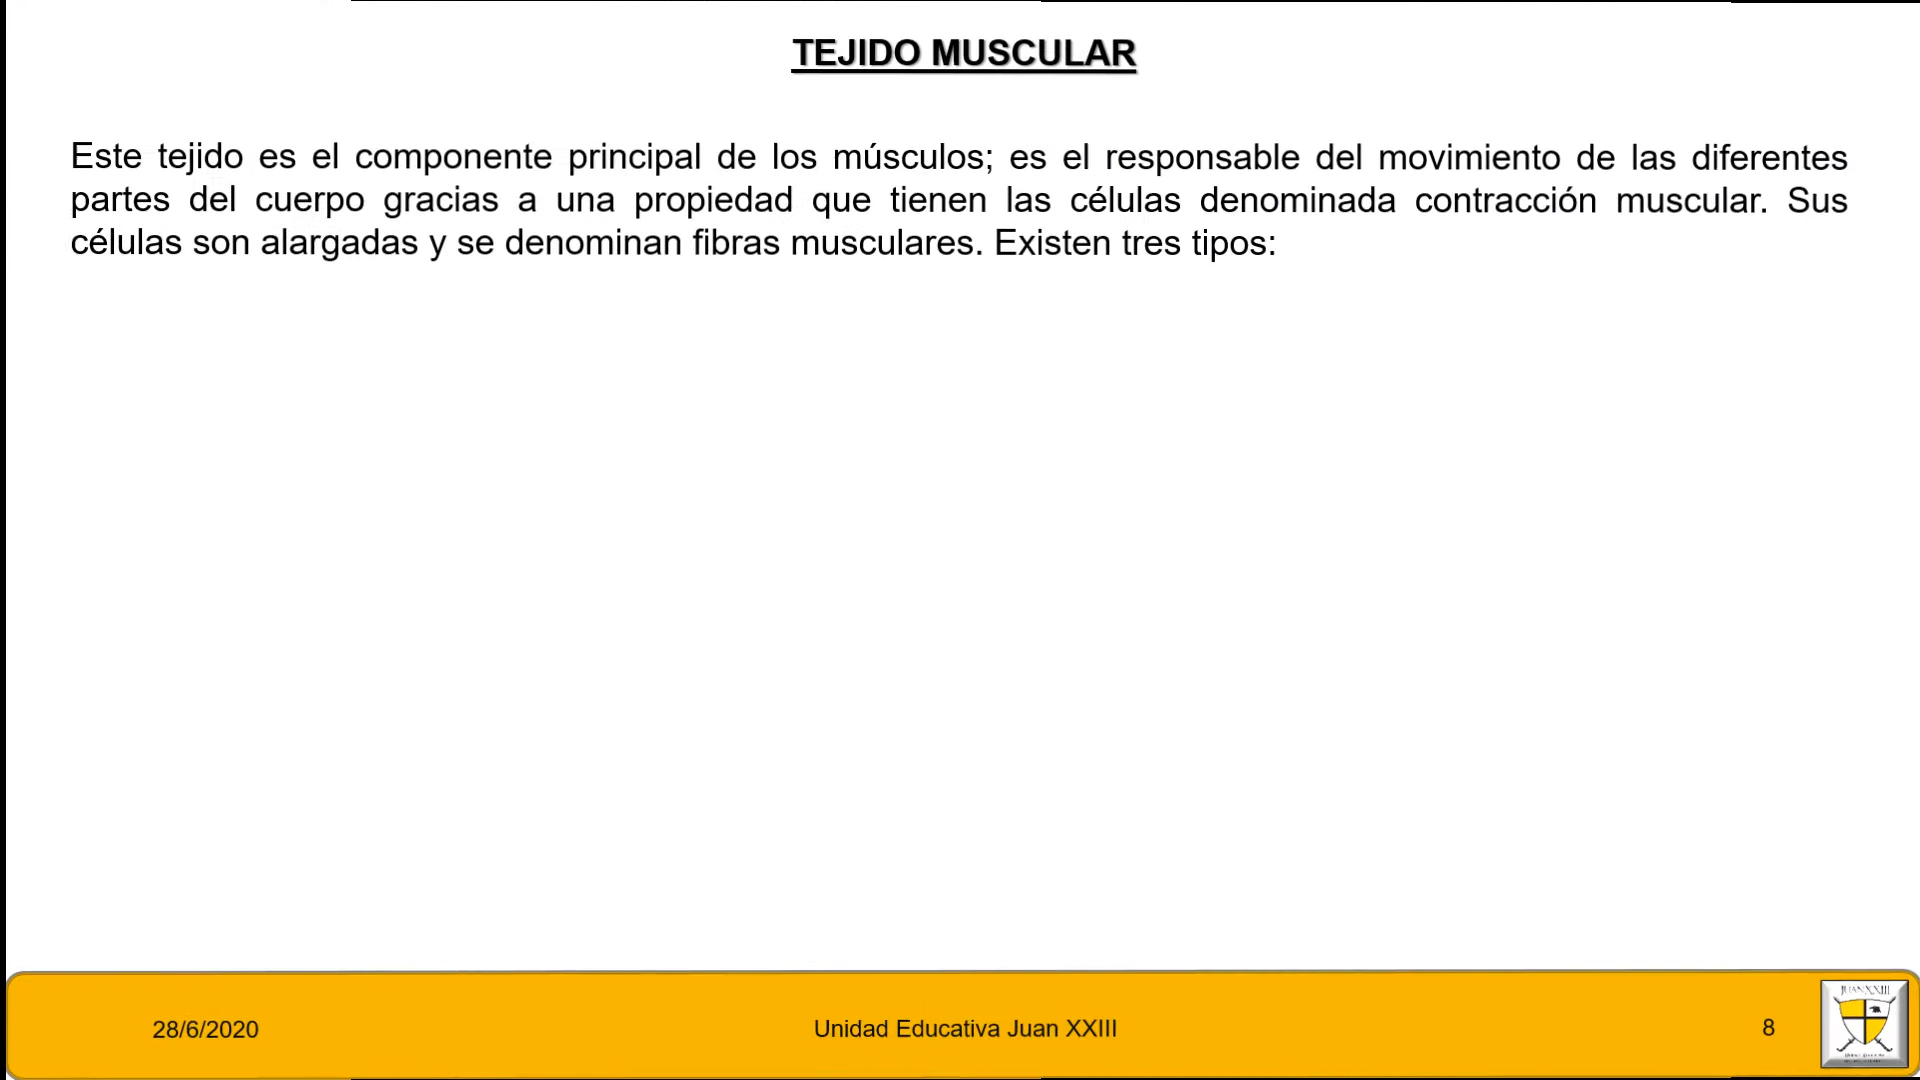 TEJIDO MUSCULAR
Este tejido es el componente principal de los músculos; es el responsable del movimiento de las diferentes
partes del cuerpo gracias a una propiedad que tienen las células denominada contracción muscular. Sus
células son alargadas y se denominan fibras musculares. Existen tres tipos:
28/6/2020
Unidad Educativa Juan XXIII
8
JUAN XXIII